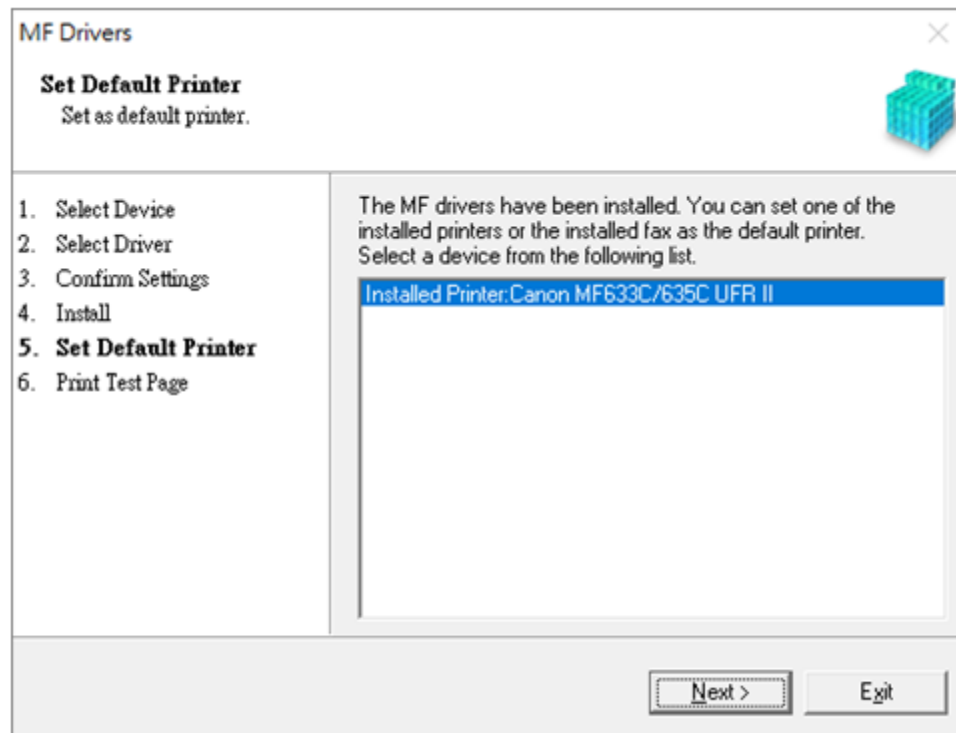 MF Drivers
Set Default Printer
Set as default printer.
1. Select Device
2. Select Driver
3. Confirm Settings
4. Install
5. Set Default Printer
6. Print Test Page
The MF drivers have been installed. You can set one of the
installed printers or the installed fax as the default printer.
Select a device from the following list.
Installed Printer:Canon MF633C/635C UFR II
Next >
Exit